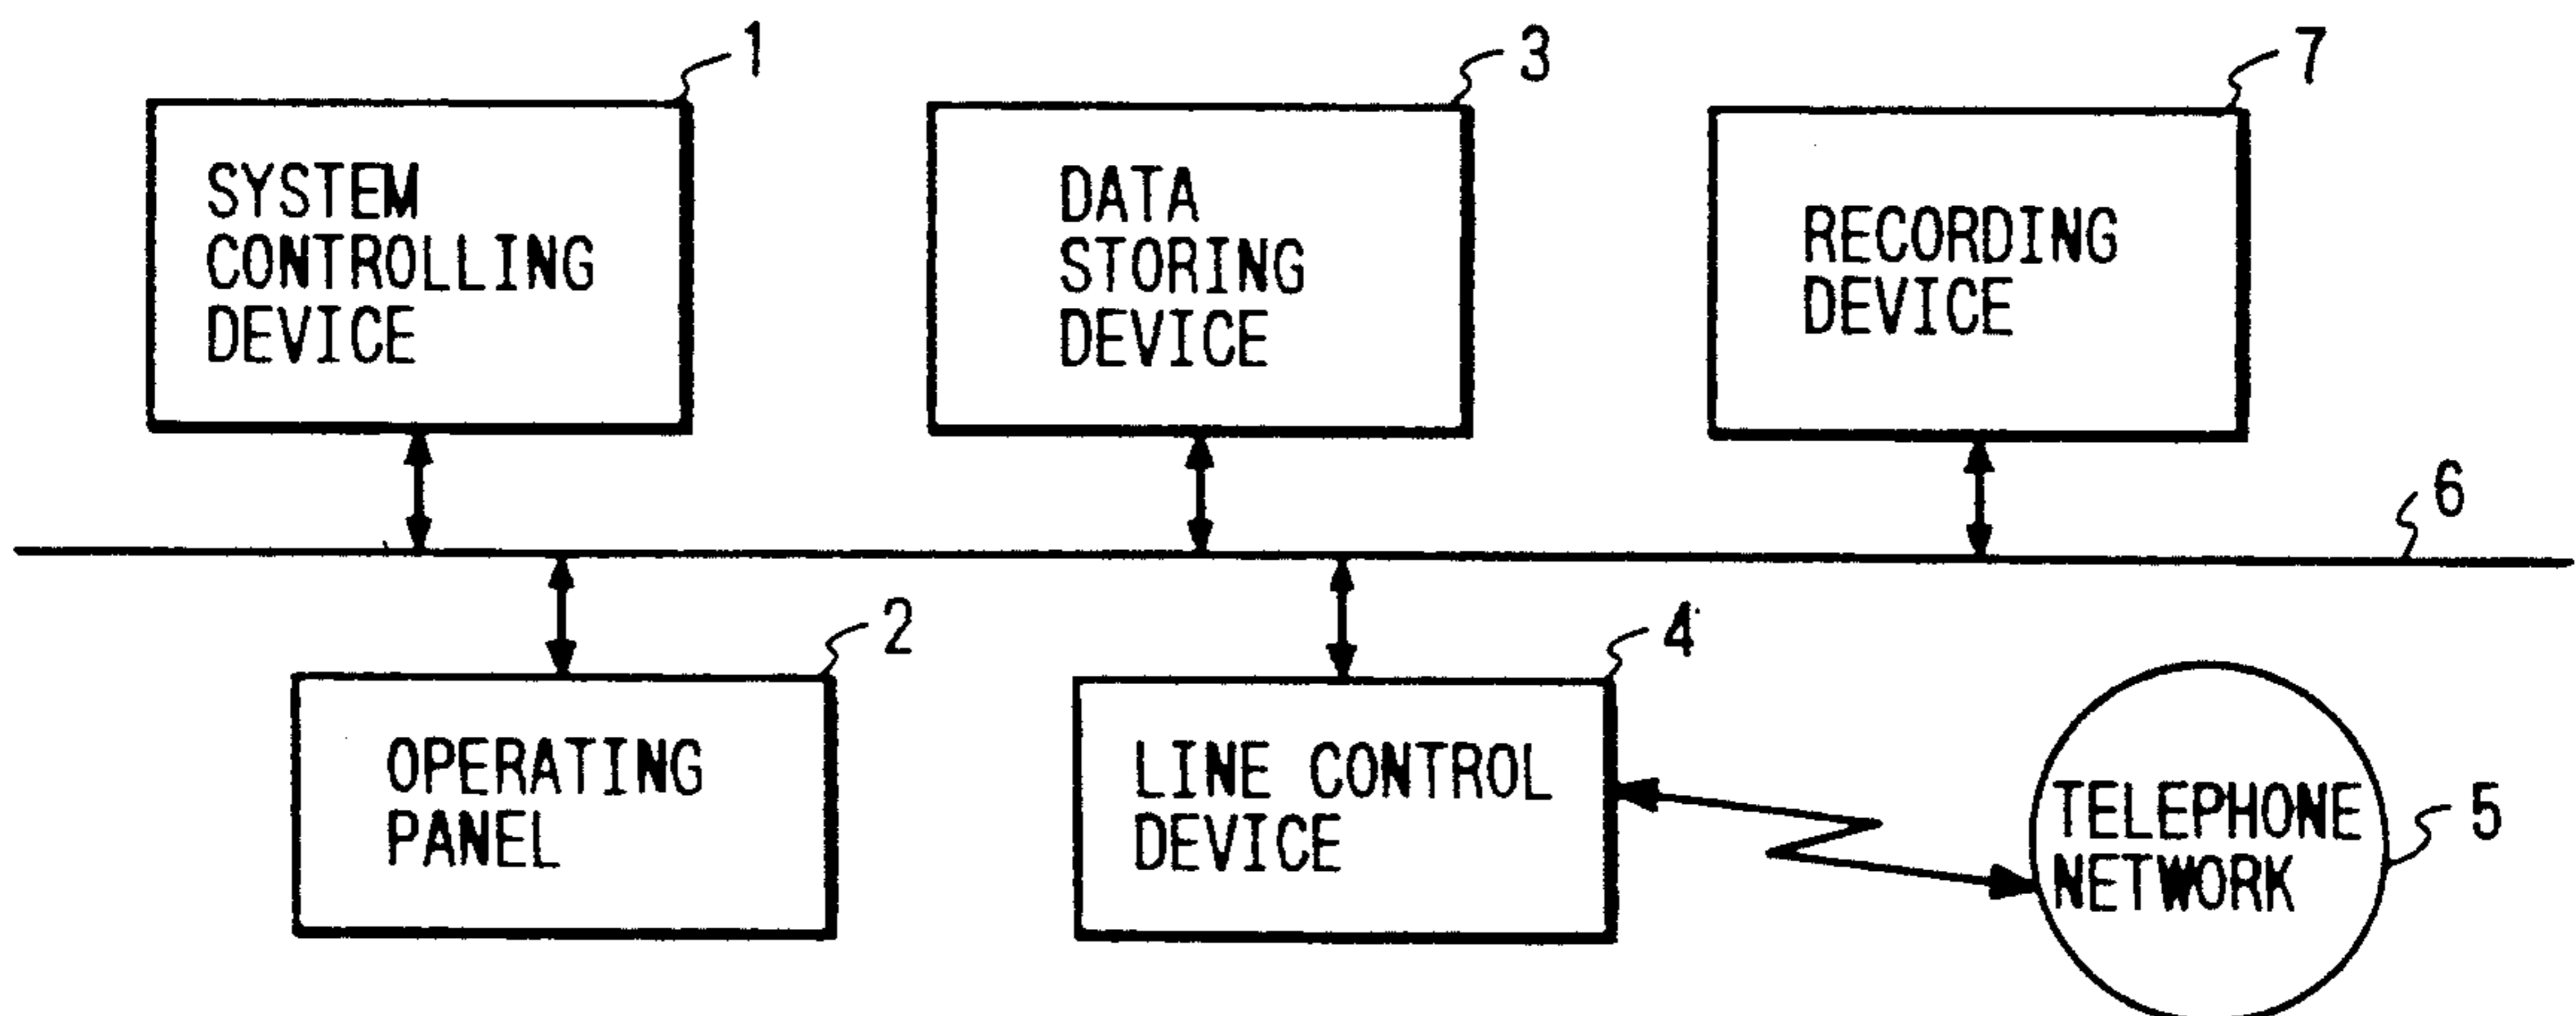 1
SYSTEM
CONTROLLING
DEVICE
3
DATA
STORING
DEVICE
7
RECORDING
DEVICE
6
2
OPERATING
PANEL
4
LINE CONTROL
DEVICE
5
TELEPHONE
NETWORK